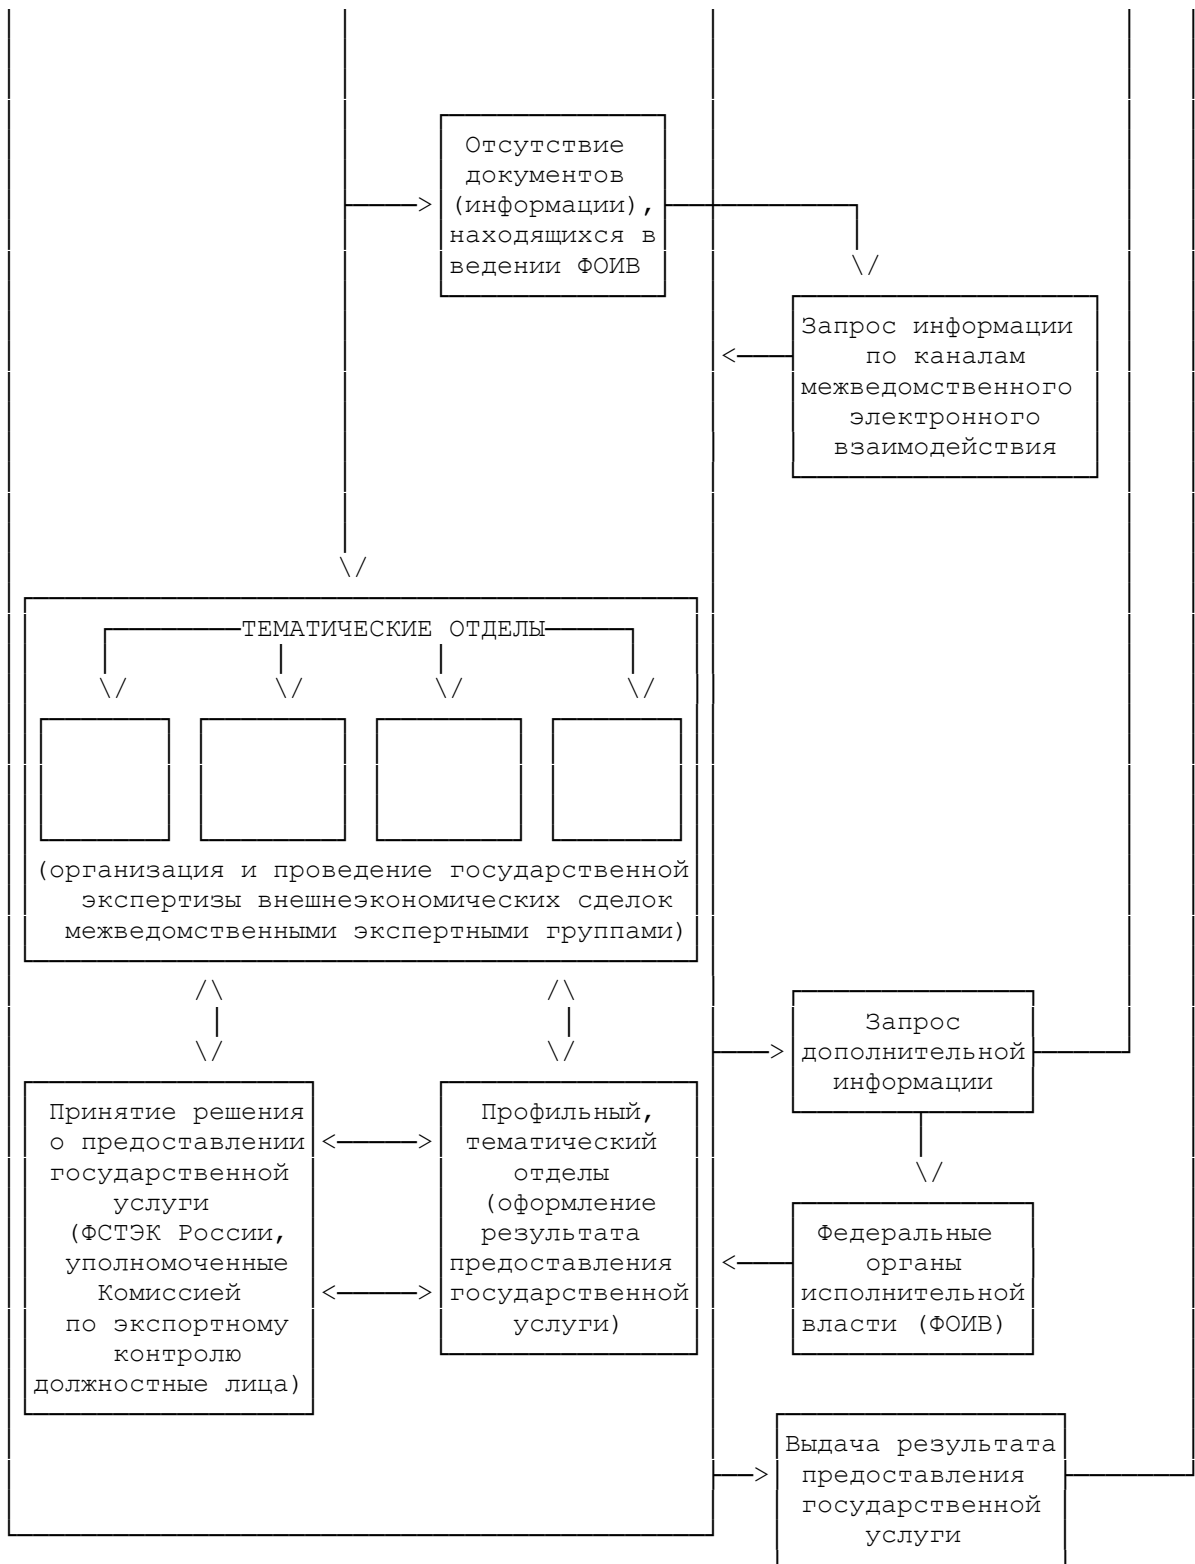 Отсутствие
документов
(информации),
находящихся в
ведении ФОИВ
Запрос информации
по каналам
межведомственного
электронного
взаимодействия
ТЕМАТИЧЕСКИЕ ОТДЕЛЫ
(организация и проведение государственной
экспертизы внешнеэкономических сделок
межведомственными экспертными группами)
Запрос
дополнительной
информации
Принятие решения
о предоставлении
государственной
услуги
(ФСТЭК России,
уполномоченные
Комиссией
по экспортному
контролю
должностные лица)
Профильный,
тематический
отделы
(оформление
результата
предоставления
государственной
услуги)
Федеральные
органы
исполнительной
власти (ФОИВ)
Выдача результата
предоставления
государственной
услуги